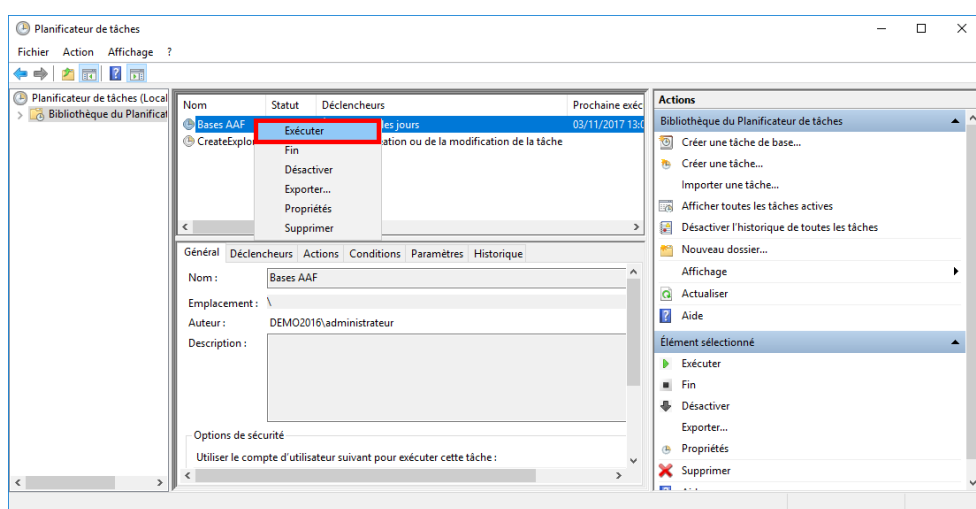 Planificateur de tâches
Fichier Action Affichage ?
Planificateur de tâches (Local
Bibliothèque du Planificat
Nom Statut Déclencheurs Prochaine exéc
Bases AAF les jours 03/11/2017 13:0
CreateExplor ation ou de la modification de la tâche
Exécuter
Fin
Désactiver
Exporter...
Propriétés
Supprimer
Général Déclencheurs Actions Conditions Paramètres Historique
Nom : Bases AAF
Emplacement : \
Auteur : DEMO2016\administrateur
Description :
Options de sécurité
Utiliser le compte d'utilisateur suivant pour exécuter cette tâche :
Actions
Bibliothèque du Planificateur de tâches
Créer une tâche de base...
Créer une tâche...
Importer une tâche...
Afficher toutes les tâches actives
Désactiver l'historique de toutes les tâches
Nouveau dossier...
Affichage
Actualiser
Aide
Élément sélectionné
Exécuter
Fin
Désactiver
Exporter...
Propriétés
Supprimer